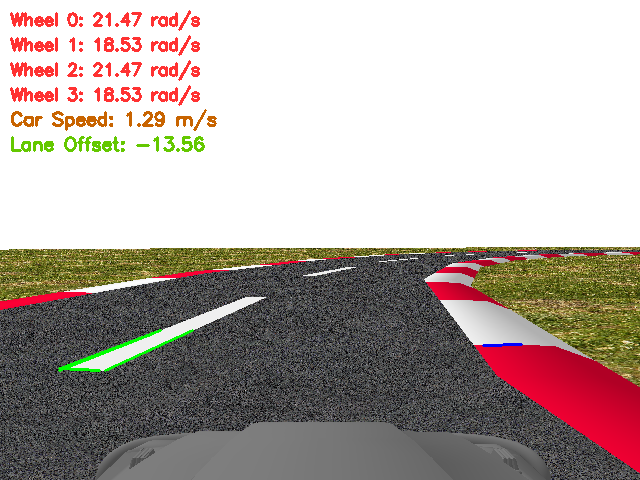 Wheel 0: 21.47 rad/s
Wheel 1: 18.53 rad/s
Wheel 2: 21.47 rad/s
Wheel 3: 18.53 rad/s
Car Speed: 1.29 m/s
Lane Offset: -13.56